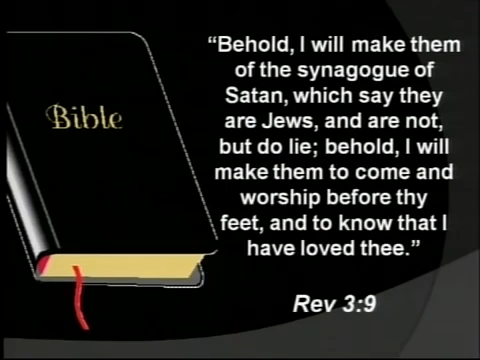 Bible
“Behold, I will make them
of the synagogue of
Satan, which say they
are Jews, and are not,
but do lie; behold, I will
make them to come and
worship before thy
feet, and to know that I
have loved thee.”
Rev 3:9